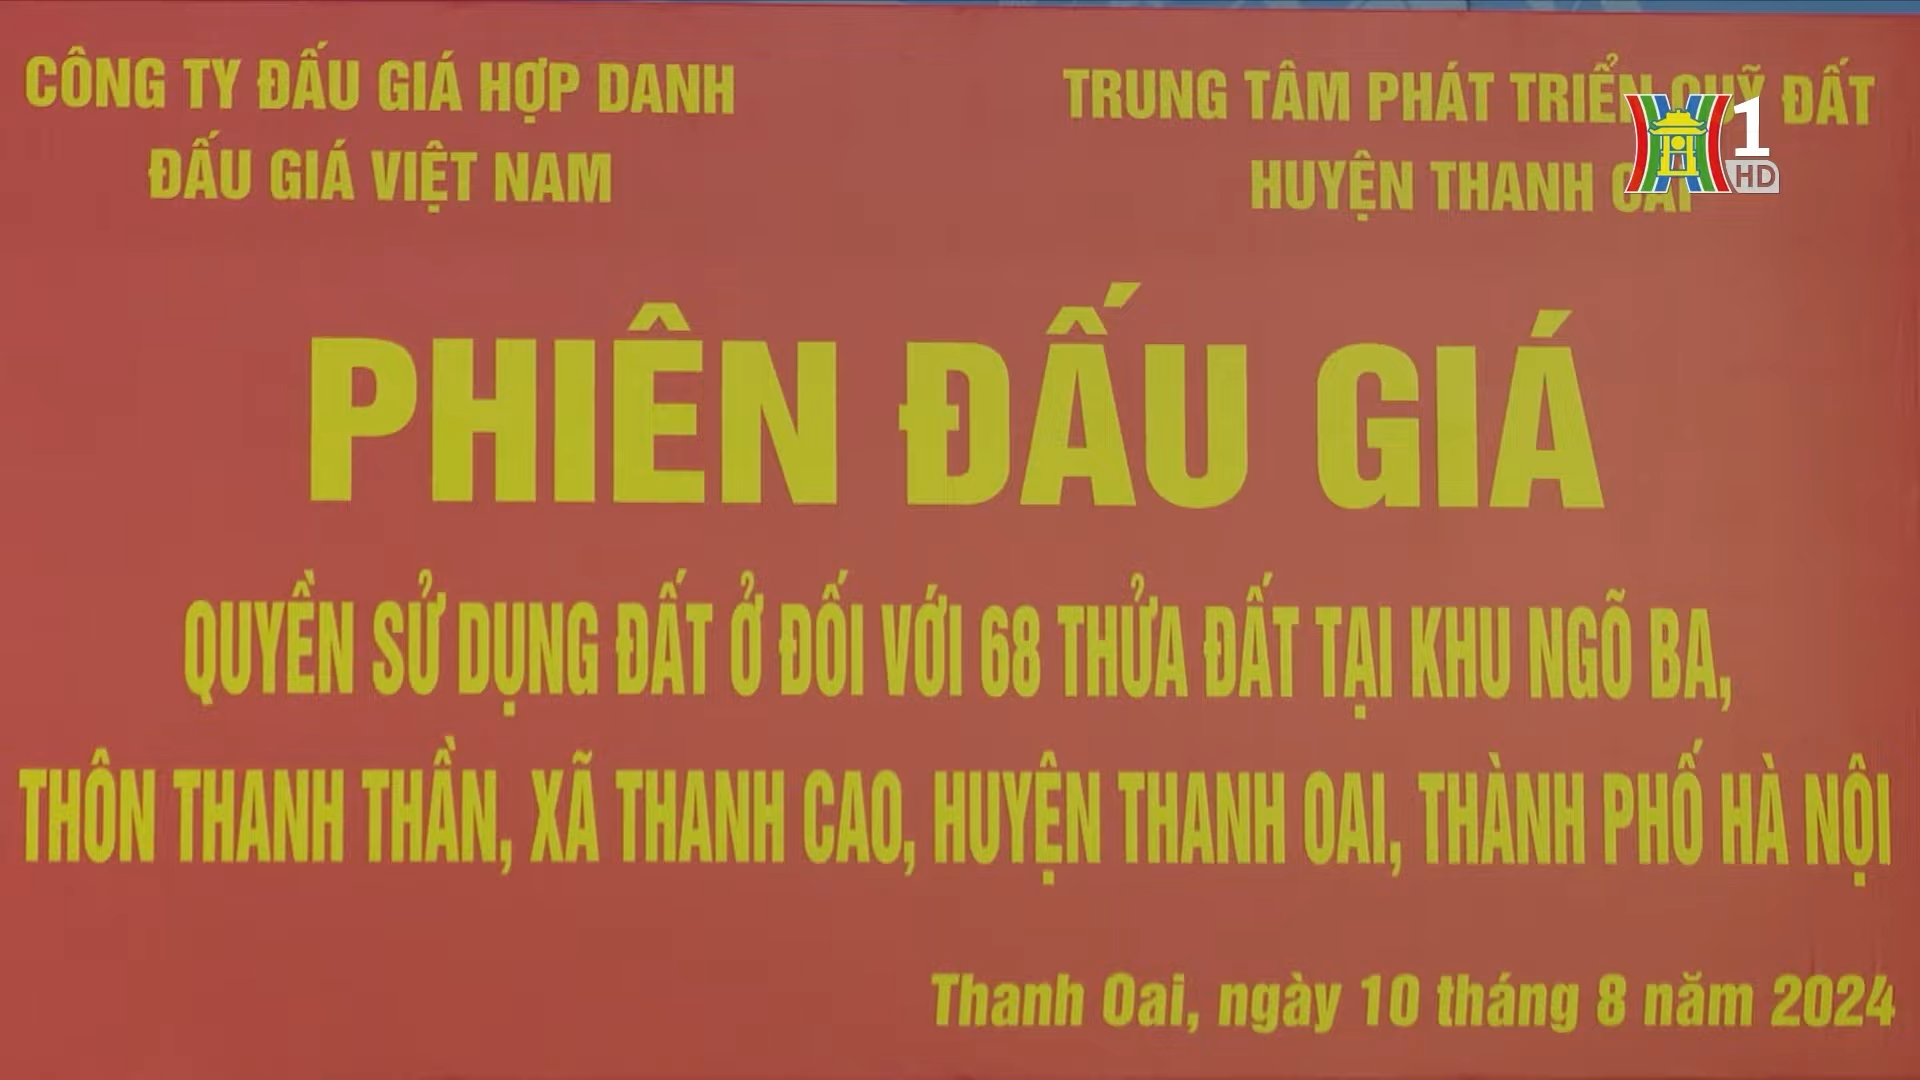 CÔNG TY ĐẤU GIÁ HỢP DANH
ĐẤU GIÁ VIỆT NAM
TRUNG TÂM PHÁT TRIỂN QUỸ ĐẤT
HUYỆN THANH OAI
1
HD
PHIÊN ĐẤU GIÁ
QUYỀN SỬ DỤNG ĐẤT Ở ĐỐI VỚI 68 THỬA ĐẤT TẠI KHU NGÕ BA,
THÔN THANH THẦN, XÃ THANH CAO, HUYỆN THANH OAI, THÀNH PHỐ HÀ NỘI
Thanh Oai, ngày 10 tháng 8 năm 2024